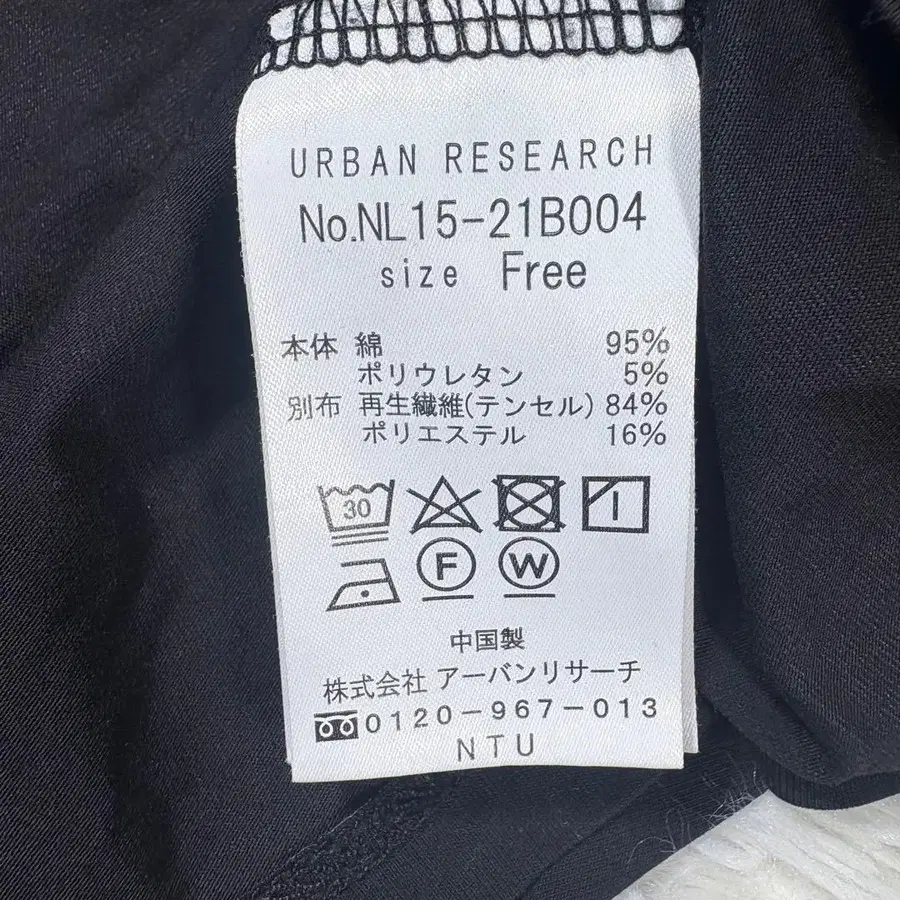 URBAN RESEARCH
No.NL15-21B004
size Free
本体 綿 95%
ポリウレタン 5%
別布 再生繊維(テンセル) 84%
ポリエステル 16%
30
F W
中国製
株式会社 アーバンリサーチ
0120-967-013
NTU